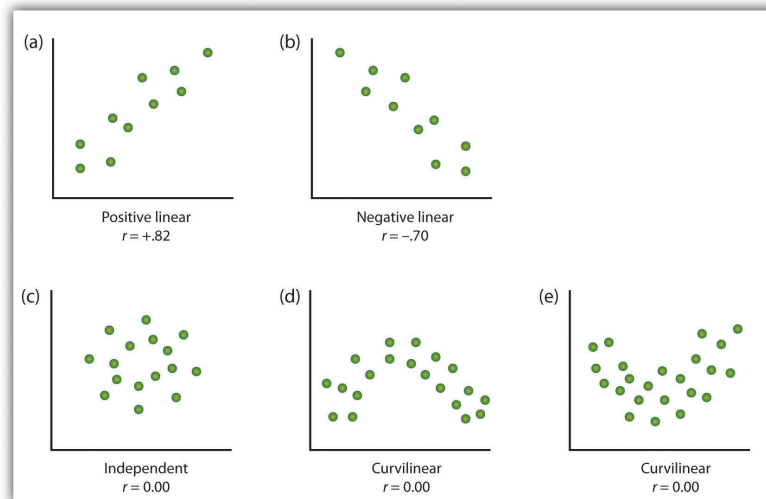 (a)
(b)
Positive linear
r = +.82
Negative linear
r = –.70
(c)
(d)
(e)
Independent
r = 0.00
Curvilinear
r = 0.00
Curvilinear
r = 0.00